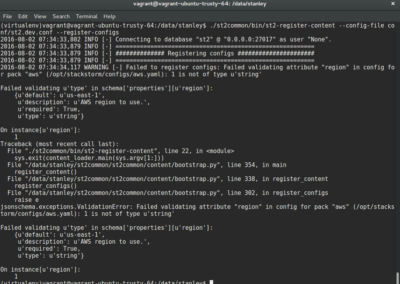 vagrant@vagrant-ubuntu-trusty-64: /data/stanley
File Edit View Search Terminal Help
(virtualenv)vagrant@vagrant-ubuntu-trusty-64:/data/stanley$ ./st2common/bin/st2-register-content --config-file co
nf/st2.dev.conf --register-configs
2016-08-02 07:34:33,802 INFO [-] Connecting to database "st2" @ "0.0.0.0:27017" as user "None".
2016-08-02 07:34:33,879 INFO [-] =========================================================
2016-08-02 07:34:33,879 INFO [-] ############## Registering configs ######################
2016-08-02 07:34:33,879 INFO [-] =========================================================
2016-08-02 07:34:34,117 WARNING [-] Failed to register configs: Failed validating attribute "region" in config fo
r pack "aws" (/opt/stackstorm/configs/aws.yaml): 1 is not of type u'string'
Failed validating u'type' in schema['properties'][u'region']:
{u'default': u'us-east-1',
u'description': u'AWS region to use.',
u'required': True,
u'type': u'string'}
On instance[u'region']:
1
Traceback (most recent call last):
File "./st2common/bin/st2-register-content", line 22, in <module>
sys.exit(content_loader.main(sys.argv[1:]))
File "/data/stanley/st2common/st2common/content/bootstrap.py", line 354, in main
register_content()
File "/data/stanley/st2common/st2common/content/bootstrap.py", line 338, in register_content
register_configs()
File "/data/stanley/st2common/st2common/content/bootstrap.py", line 302, in register_configs
raise e
jsonschema.exceptions.ValidationError: Failed validating attribute "region" in config for pack "aws" (/opt/stacks
torm/configs/aws.yaml): 1 is not of type u'string'
Failed validating u'type' in schema['properties'][u'region']:
{u'default': u'us-east-1',
u'description': u'AWS region to use.',
u'required': True,
u'type': u'string'}
On instance[u'region']:
1
(virtualenv)vagrant@vagrant-ubuntu-trusty-64:/data/stanley$